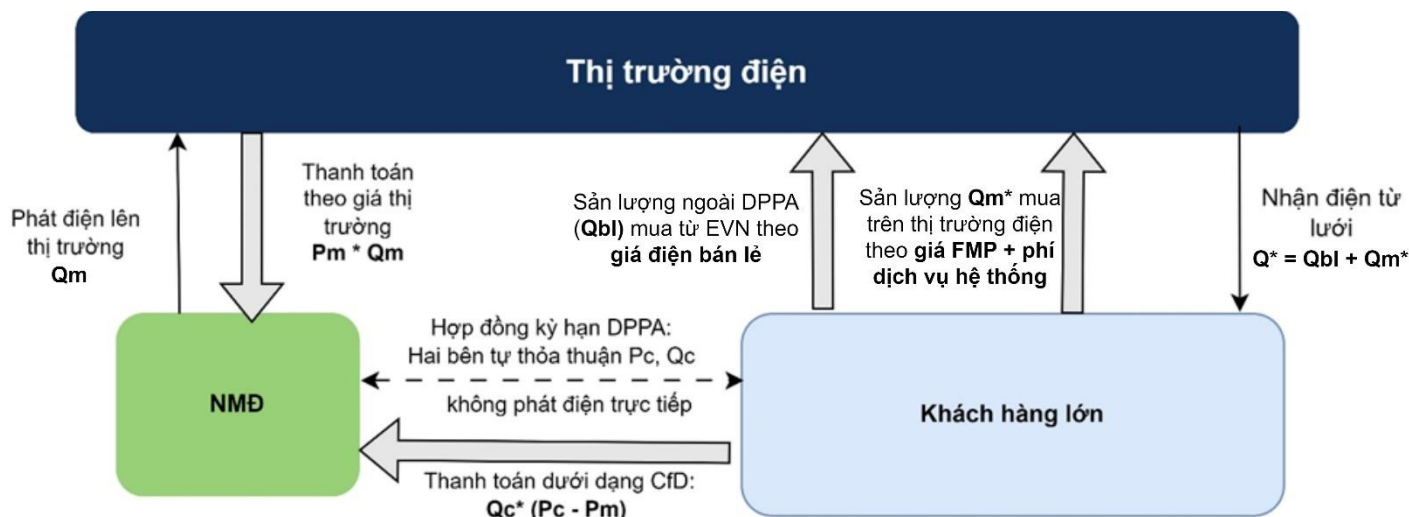 Thị trường điện
Phát điện lên
thị trường
Qm
Thanh toán
theo giá thị
trường
Pm * Qm
Sản lượng ngoài DPPA
(Qbl) mua từ EVN theo
giá điện bán lẻ
Sản lượng Qm* mua
trên thị trường điện
theo giá FMP + phí
dịch vụ hệ thống
Nhận điện từ
lưới
Q* = Qbl + Qm*
NMĐ
Hợp đồng kỳ hạn DPPA:
Hai bên tự thỏa thuận Pc, Qc
không phát điện trực tiếp
Thanh toán dưới dạng CfD:
Qc* (Pc - Pm)
Khách hàng lớn